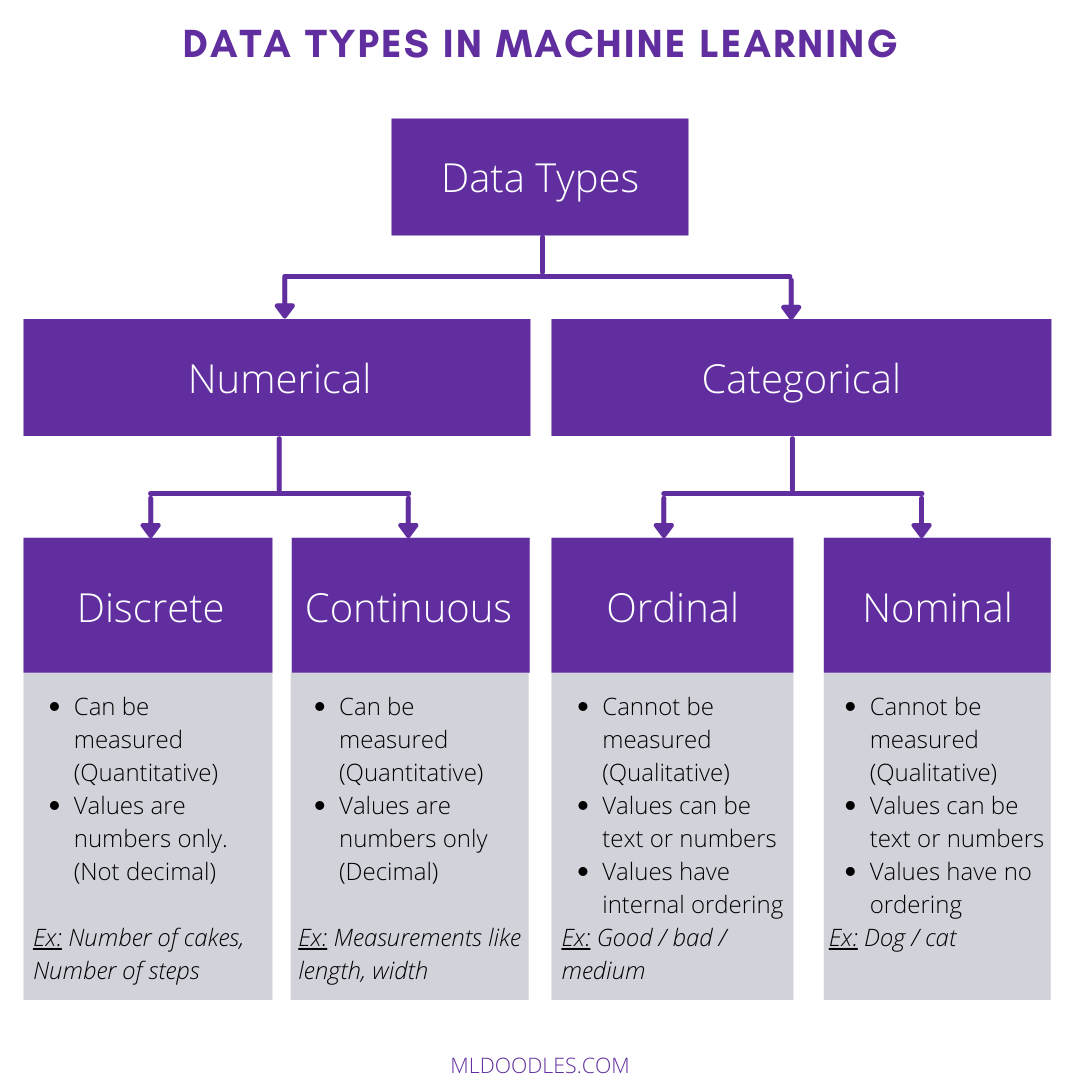 DATA TYPES IN MACHINE LEARNING
Data Types
Numerical
Categorical
Discrete
Continuous
Ordinal
Nominal
• Can be
measured
(Quantitative)
• Values are
numbers only.
(Not decimal)
Ex: Number of cakes,
Number of steps
• Can be
measured
(Quantitative)
• Values are
numbers only
(Decimal)
Ex: Measurements like
length, width
• Cannot be
measured
(Qualitative)
• Values can be
text or numbers
• Values have
internal ordering
Ex: Good / bad /
medium
• Cannot be
measured
(Qualitative)
• Values can be
text or numbers
• Values have no
ordering
Ex: Dog / cat
MLDOODLES.COM